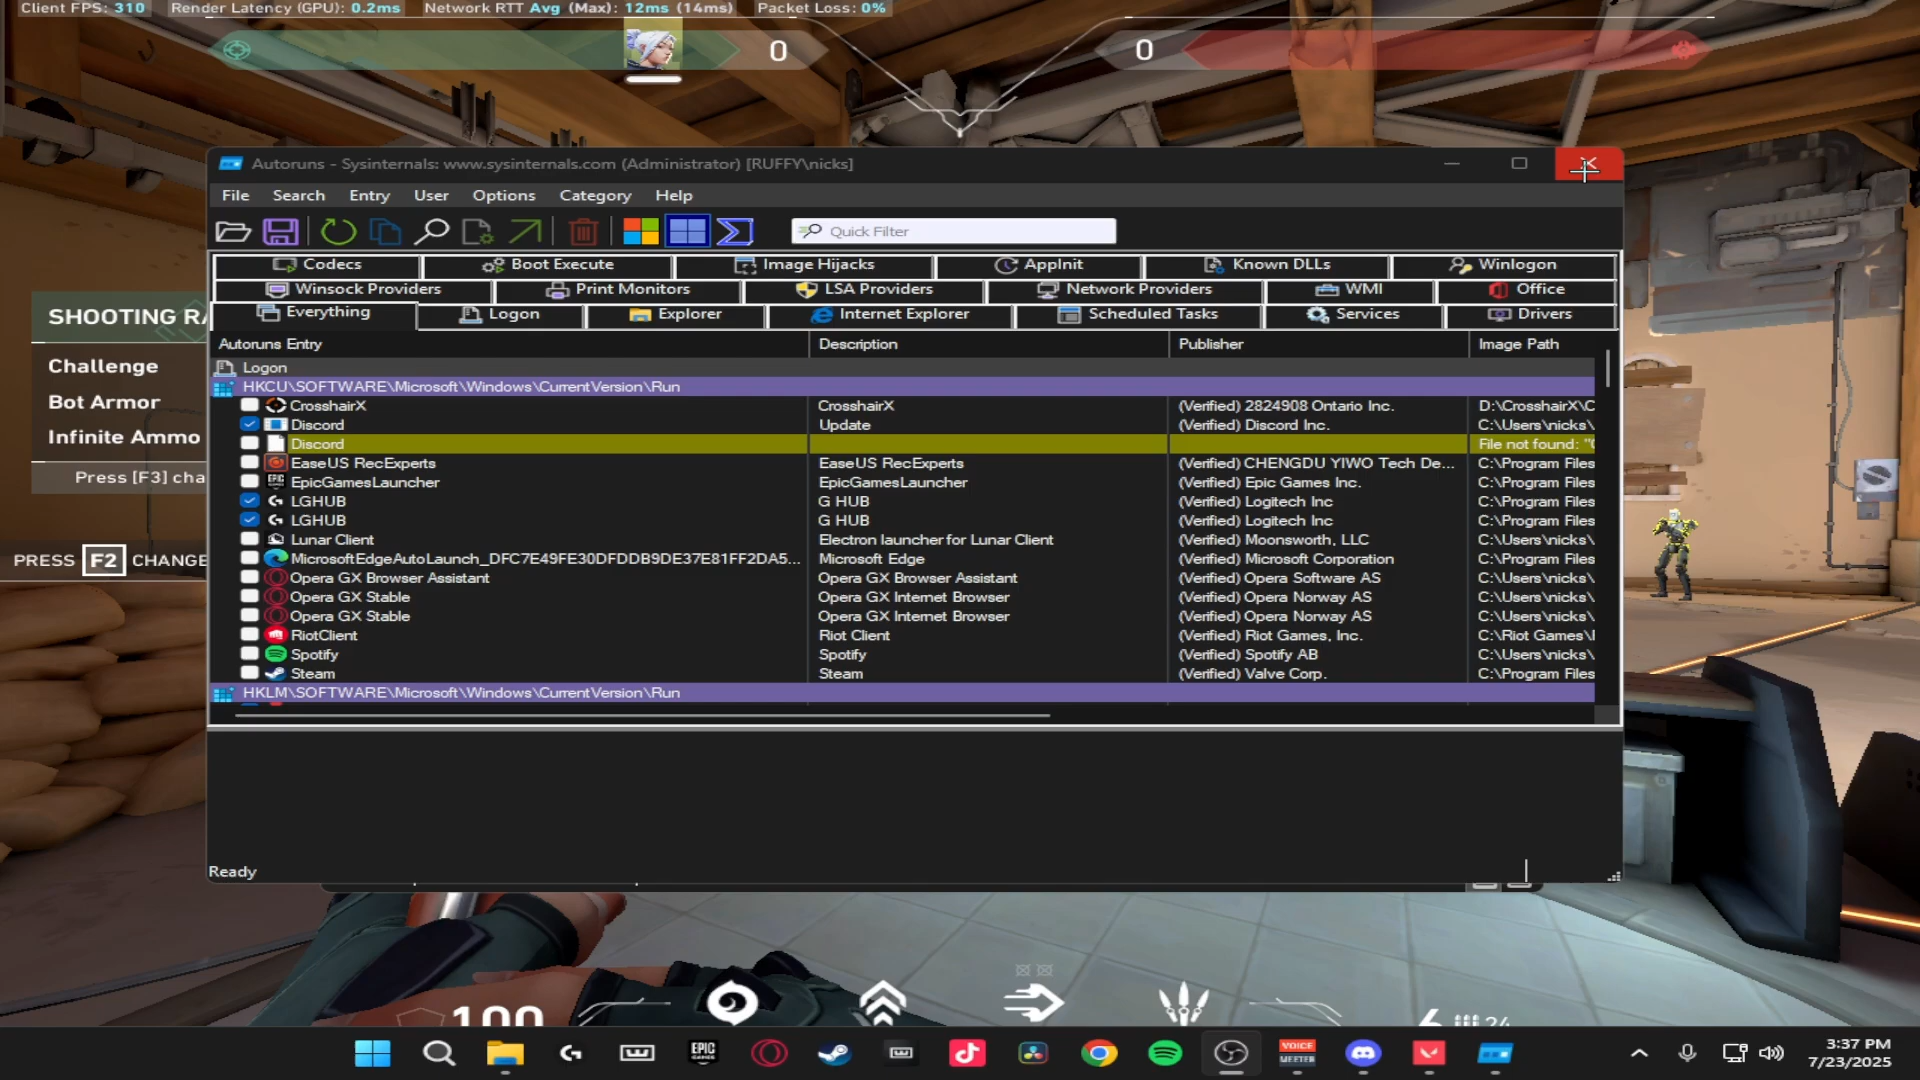 Client FPS: 310 Render Latency (GPU): 0.2ms Network RTT Avg (Max): 12ms (14ms) Packet Loss: 0%
0 0
Autoruns - Sysinternals: www.sysinternals.com (Administrator) [RUFFY\nicks]
File Search Entry User Options Category Help
Quick Filter
Codecs Boot Execute Image Hijacks AppInit Known DLLs Winlogon
Winsock Providers Print Monitors LSA Providers Network Providers WMI Office
Everything Logon Explorer Internet Explorer Scheduled Tasks Services Drivers
Autoruns Entry Description Publisher Image Path
Logon
HKCU\SOFTWARE\Microsoft\Windows\CurrentVersion\Run
CrosshairX CrosshairX (Verified) 2824908 Ontario Inc. D:\CrosshairX\C
Discord Update (Verified) Discord Inc. C:\Users\nicks\
Discord File not found: "C
EaseUS RecExperts EaseUS RecExperts (Verified) CHENGDU YIWO Tech De... C:\Program Files
EpicGamesLauncher EpicGamesLauncher (Verified) Epic Games Inc. C:\Program Files
LGHUB G HUB (Verified) Logitech Inc C:\Program Files
LGHUB G HUB (Verified) Logitech Inc C:\Program Files
Lunar Client Electron launcher for Lunar Client (Verified) Moonsworth, LLC C:\Program Files
MicrosoftEdgeAutoLaunch_DFC7E49FE30DFDDB9DE37E81FF2DA5... Microsoft Edge (Verified) Microsoft Corporation C:\Program Files
Opera GX Browser Assistant Opera GX Browser Assistant (Verified) Opera Software AS C:\Users\nicks\
Opera GX Stable Opera GX Internet Browser (Verified) Opera Norway AS C:\Users\nicks\
Opera GX Stable Opera GX Internet Browser (Verified) Opera Norway AS C:\Users\nicks\
RiotClient Riot Client (Verified) Riot Games, Inc. C:\Riot Games\
Spotify Spotify (Verified) Spotify AB C:\Users\nicks\
Steam Steam (Verified) Valve Corp. C:\Program Files
HKLM\SOFTWARE\Microsoft\Windows\CurrentVersion\Run
Ready
SHOOTING RA
Challenge
Bot Armor
Infinite Ammo
Press [F3] cha
PRESS F2 CHANGE
100
EPIC GAMES
VOICE MEETER
3:37 PM
7/23/2025